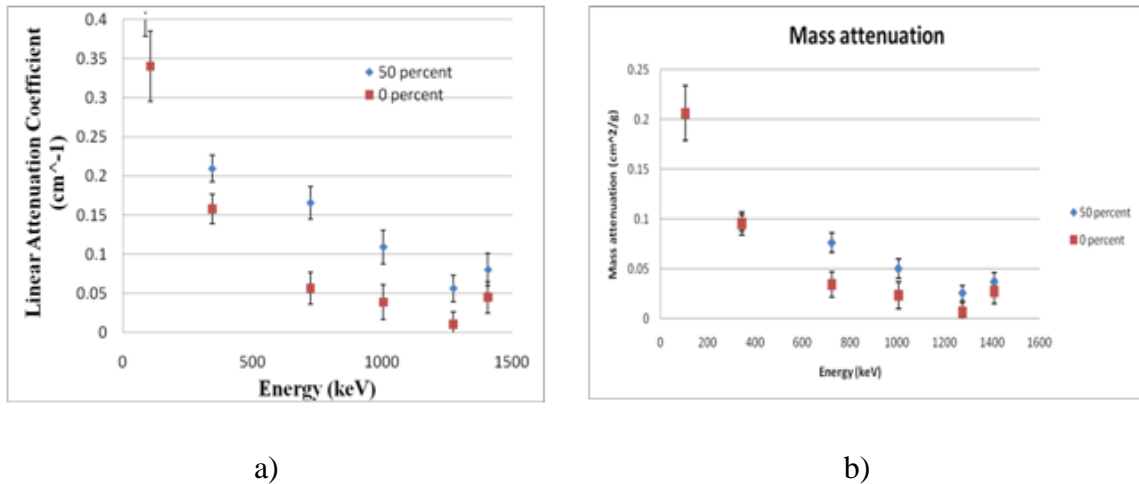 0.4
0.35
0.3
0.25
0.2
0.15
0.1
0.05
0
0
500
1000
1500
Linear Attenuation Coefficient
(cm^-1)
Energy (keV)
50 percent
0 percent
a)
Mass attenuation
0.25
0.2
0.15
0.1
0.05
0
0
200
400
600
800
1000
1200
1400
1600
Mass attenuation (cm^2/g)
Energy (keV)
50 percent
0 percent
b)